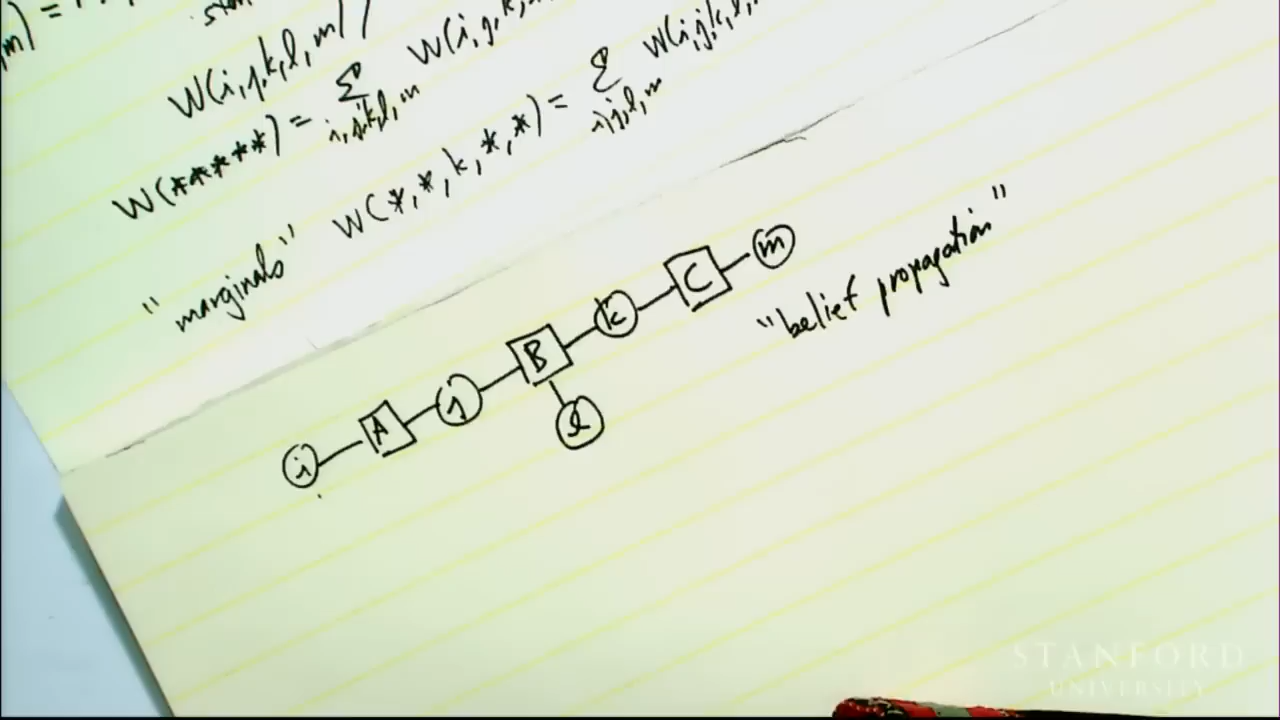 m) =
W(i,j,k,l,m)
W(*****) = Σ W(i,j,k,
i,j,k,l,m
"marginals" W(*,*,k,*,*) = Σ W(i,j,k,l,
i,j,l,m
i A j B k C m
l
"belief propagation"
STANFORD
UNIVERSITY